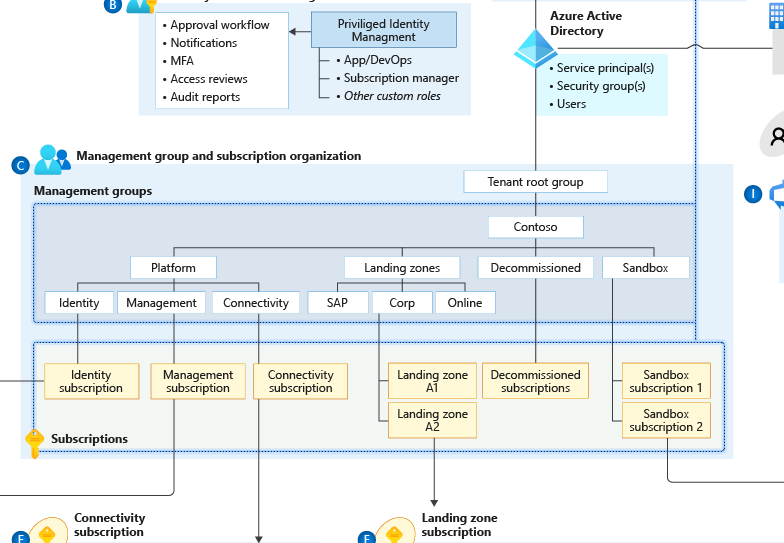 B
• Approval workflow
• Notifications
• MFA
• Access reviews
• Audit reports
Priviliged Identity
Managment
• App/DevOps
• Subscription manager
• Other custom roles
Azure Active
Directory
• Service principal(s)
• Security group(s)
• Users
C
Management group and subscription organization
I
Management groups
Tenant root group
Contoso
Platform
Landing zones
Decommissioned
Sandbox
Identity
Management
Connectivity
SAP
Corp
Online
Identity
subscription
Management
subscription
Connectivity
subscription
Landing zone
A1
Decommissioned
subscriptions
Sandbox
subscription 1
Landing zone
A2
Sandbox
subscription 2
Subscriptions
Connectivity
subscription
Landing zone
subscription